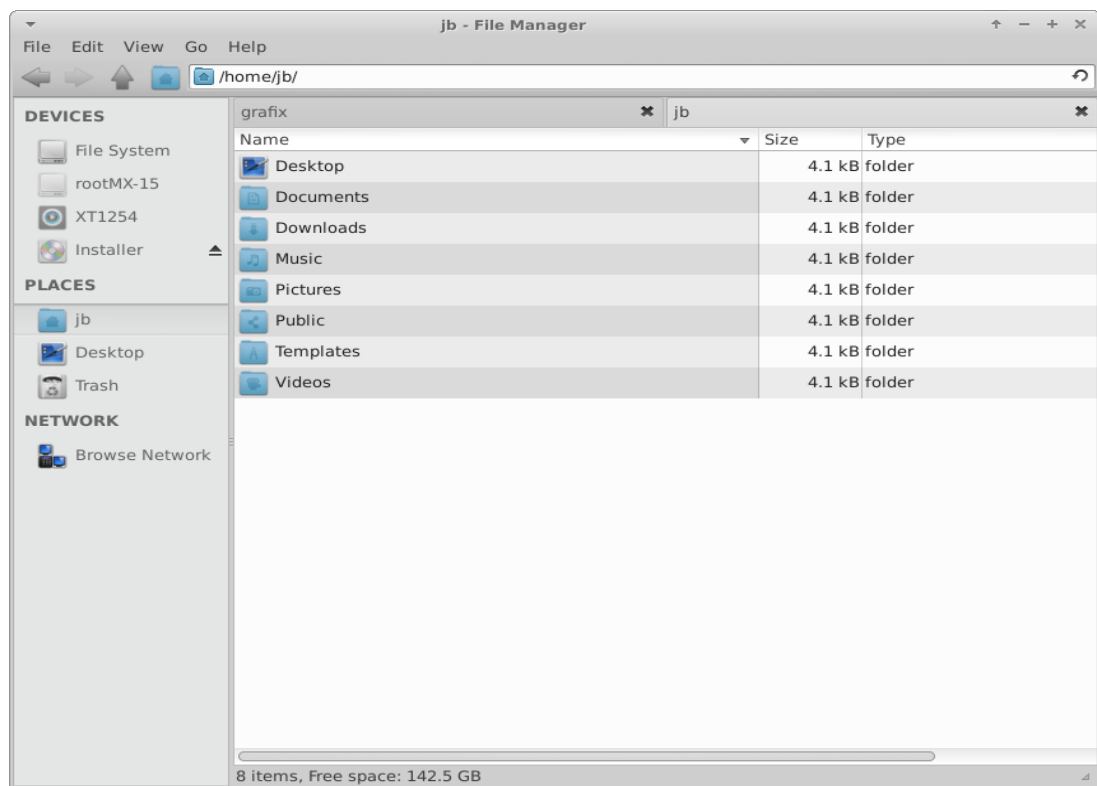 jb - File Manager
File Edit View Go Help
/home/jb/
DEVICES
File System
rootMX-15
XT1254
Installer
PLACES
jb
Desktop
Trash
NETWORK
Browse Network
grafix jb
Name Size Type
Desktop 4.1 kB folder
Documents 4.1 kB folder
Downloads 4.1 kB folder
Music 4.1 kB folder
Pictures 4.1 kB folder
Public 4.1 kB folder
Templates 4.1 kB folder
Videos 4.1 kB folder
8 items, Free space: 142.5 GB